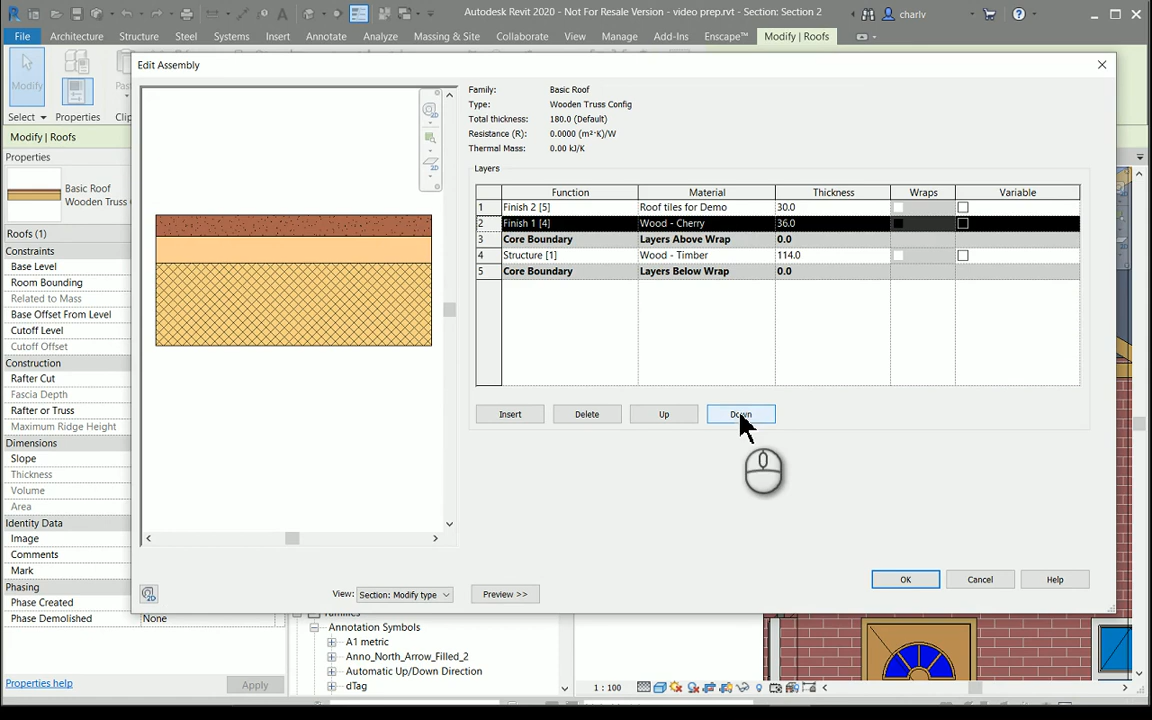 Autodesk Revit 2020 - Not For Resale Version - video prep.rvt - Section: Section 2
charlv
File Architecture Structure Steel Systems Insert Annotate Analyze Massing & Site Collaborate View Manage Add-Ins Enscape™ Modify | Roofs
Modify
Select Properties
Modify | Roofs
Properties
Basic Roof
Wooden Truss
Roofs (1)
Constraints
Base Level
Room Bounding
Related to Mass
Base Offset From Level
Cutoff Level
Cutoff Offset
Construction
Rafter Cut
Fascia Depth
Rafter or Truss
Maximum Ridge Height
Dimensions
Slope
Thickness
Volume
Area
Identity Data
Image
Comments
Mark
Phasing
Phase Created
Phase Demolished None
Properties help Apply
Edit Assembly
Family: Basic Roof
Type: Wooden Truss Config
Total thickness: 180.0 (Default)
Resistance (R): 0.0000 (m²·K)/W
Thermal Mass: 0.00 kJ/K
Layers
Function Material Thickness Wraps Variable
1 Finish 2 [5] Roof tiles for Demo 30.0
2 Finish 1 [4] Wood - Cherry 36.0
3 Core Boundary Layers Above Wrap 0.0
4 Structure [1] Wood - Timber 114.0
5 Core Boundary Layers Below Wrap 0.0
Insert Delete Up Down
OK Cancel Help
View: Section: Modify type Preview >>
Families
Annotation Symbols
A1 metric
Anno_North_Arrow_Filled_2
Automatic Up/Down Direction
dTag
1 : 100